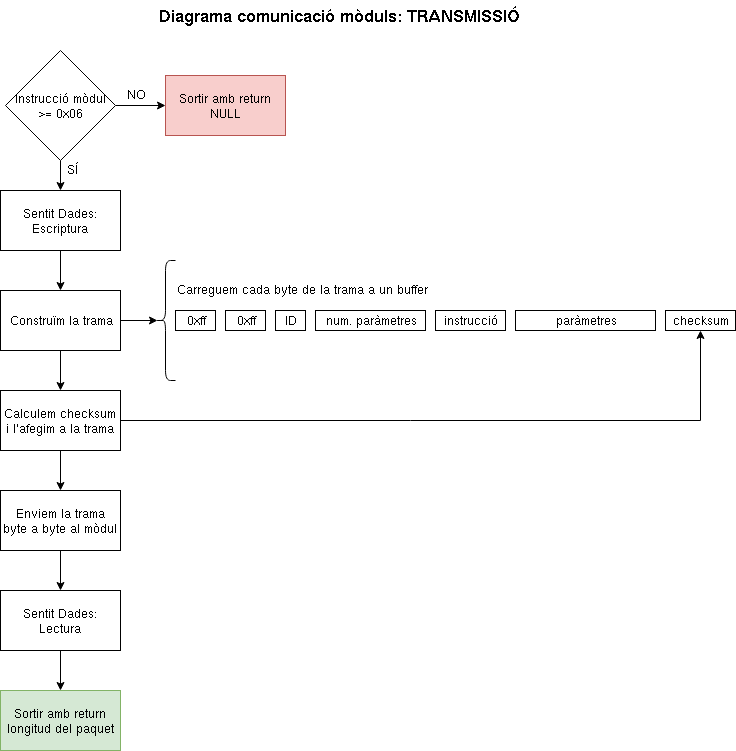 Diagrama comunicació mòduls: TRANSMISSIÓ
Instrucció mòdul
>= 0x06
NO
Sortir amb return
NULL
SÍ
Sentit Dades:
Escriptura
Construïm la trama
Carreguem cada byte de la trama a un buffer
0xff
0xff
ID
num. paràmetres
instrucció
paràmetres
checksum
Calculem checksum
i l'afegim a la trama
Enviem la trama
byte a byte al mòdul
Sentit Dades:
Lectura
Sortir amb return
longitud del paquet